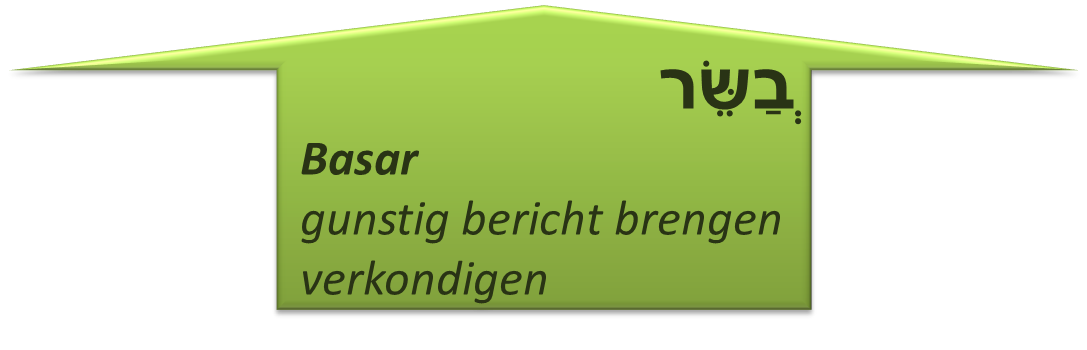 ְבַשֵּׂר
Basar
gunstig bericht brengen
verkondigen